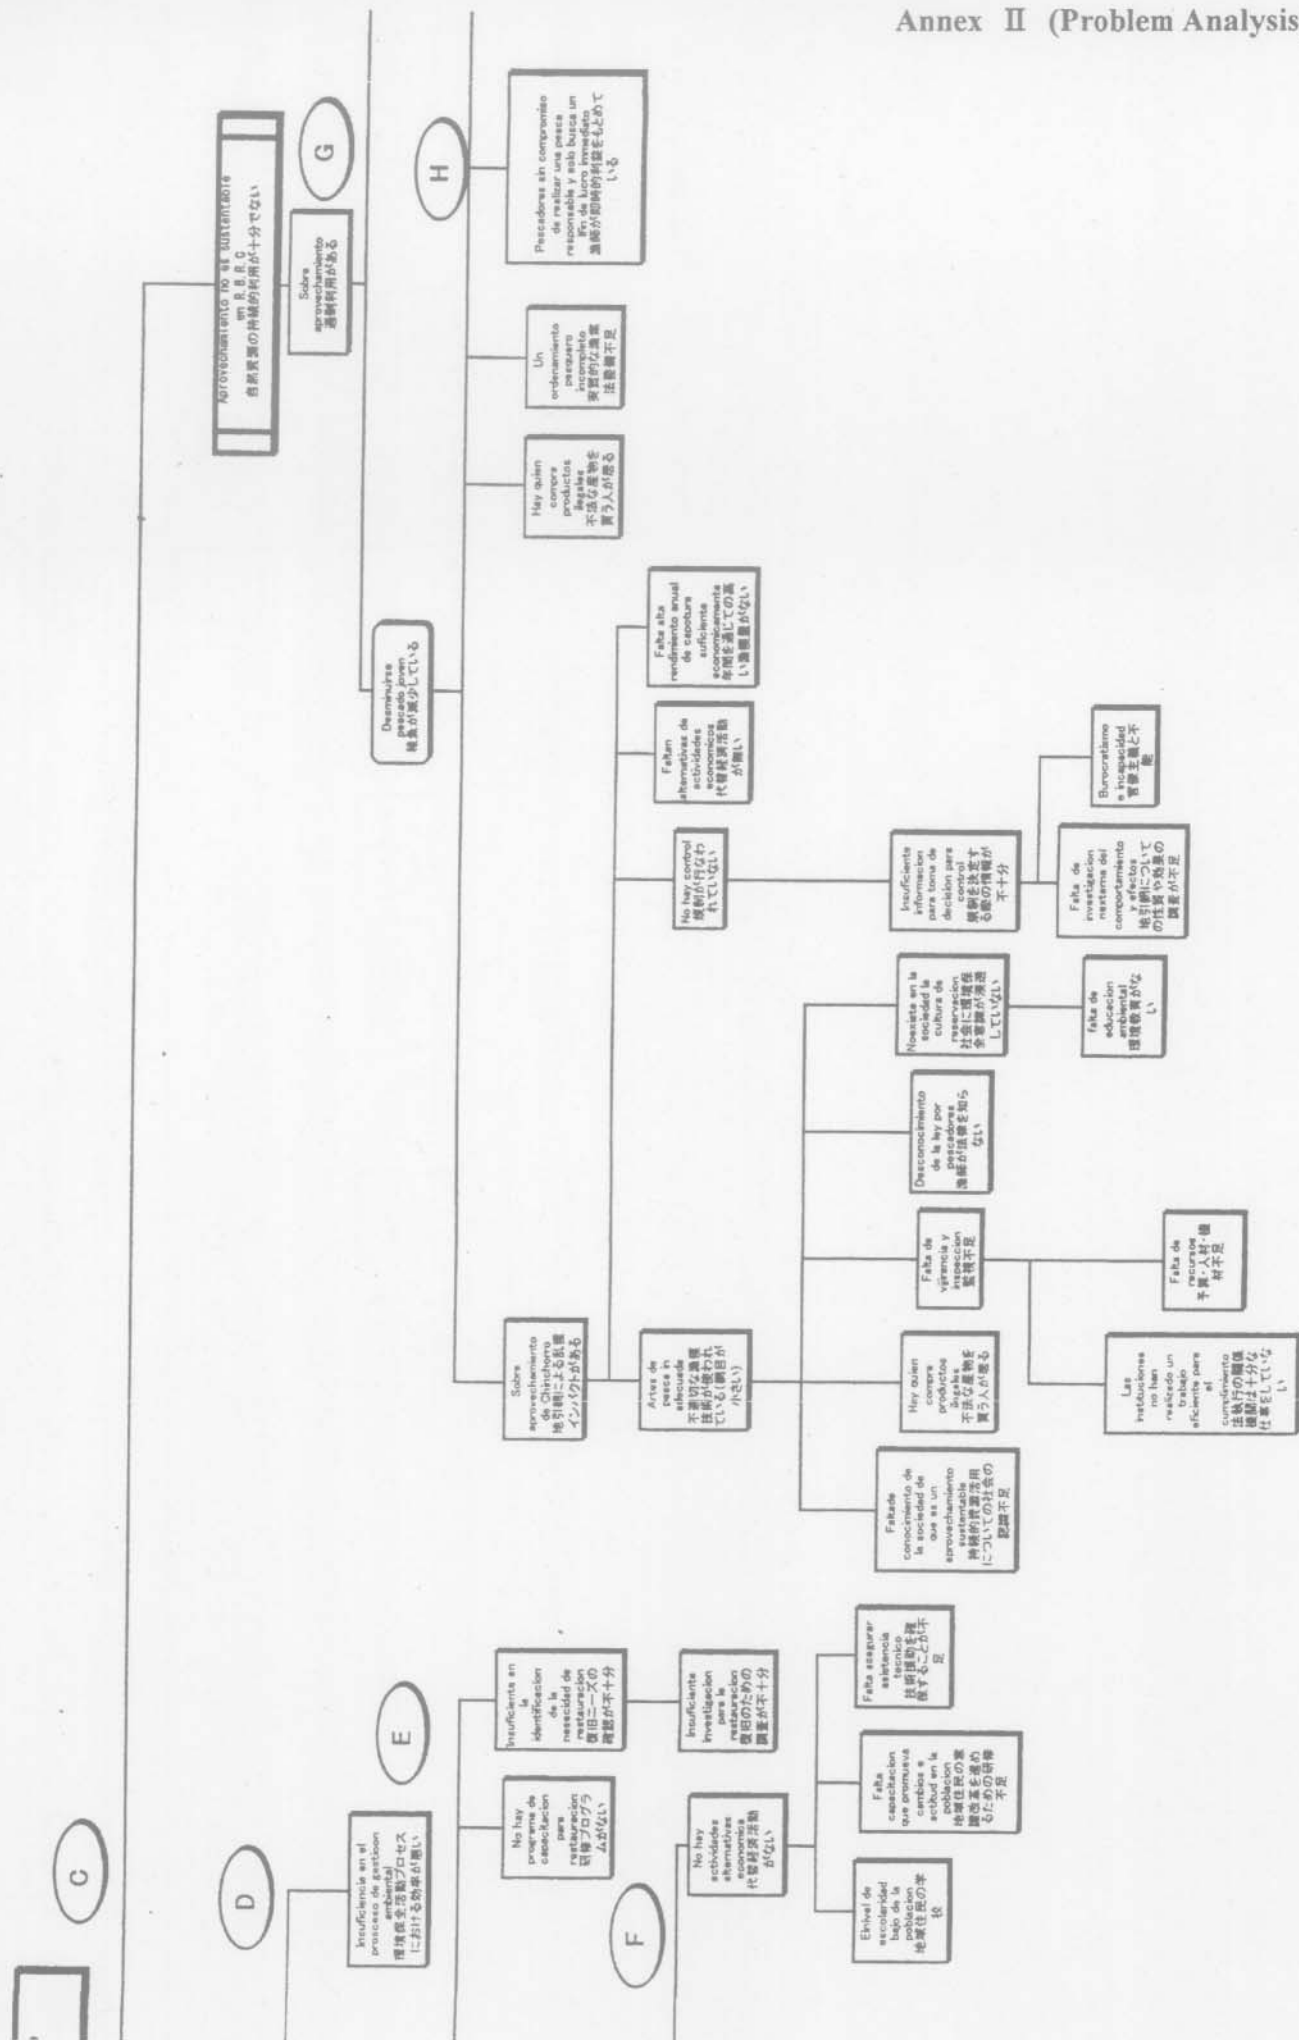 Annex Ⅱ (Problem Analysis
C
D
E
F
G
H
Aprovechamiento no es sustentable
en R.B.R.C
自然資源の持続的利用が十分でない
Sobre
aprovechamiento
過剰利用がある
Desminuirse
pescado joven
稚魚が減少している
Pescadores sin compromiso
de realizar una pesca
responsable y solo busca un
fin de lucro inmediato
漁師が即時的利益をもとめて
いる
Un
ordenamiento
pesquero
incompleto
実質的な漁業
法整備不足
Hay quien
compra
productos
ilegales
不法な産物を
買う人が居る
Sobre
aprovechamiento
de Chinchorro
地引網による乱獲
インパクトがある
Falta alta
rendimiento anual
de capotura
suficiente
economicamente
年間を通じての高
い漁獲量がない
Faltan
alternativas de
actividades
economicos
代替経済活動
が無い
No hay control
規制が行なわ
れていない
Artes de
pesca in
adecuade
不適切な漁獲
技術が使われ
ている(網目が
小さい)
Insuficiente
informacion
para toma de
decision para
control
規制を決定す
る際の情報が
不十分
Burocratismo
e incapacidad
官僚主義と不
能
Falta de
investigacion
nexterna del
comportamiento
y efectos
地引網について
の性質や効果の
調査が不足
Noexiste en la
sociedad la
cultura de
reservacion
社会に環境保
全意識が浸透
していない
falta de
educacion
ambiental
環境教育がな
い
Desconocimiento
de la ley por
pescadores
漁師が法律を知ら
ない
Falta de
vijirancia y
inspeccion
監視不足
Falta de
recursos
予算・人材・機
材不足
Las
instituciones
no han
realizado un
trabajo
eficiente para
el
cumplimiento
法執行の関係
機関は十分な
仕事をしていな
い
Hay quien
compra
productos
ilegales
不法な産物を
買う人が居る
Faltade
conocimiento de
la sociedad de
que es un
aprovechamiento
sustentable
持続的資源活用
についての社会の
認識不足
Insuficiencia en el
prosceso de gestioon
ambiental
環境保全活動プロセス
における効率が悪い
Insuficiente en
la
identificacion
de la
nesecidad de
restauracion
復旧ニーズの
確認が不十分
Insuficiente
investigacion
para la
restauracion
復旧のための
調査が不十分
No hay
programa de
capacitacion
para
restauracion
研修プログラ
ムがない
No hay
actividades
alternativas
economica
代替経済活動
がない
Falta asegurar
asistencia
tecnico
技術援助を確
保することが不
足
Falta
capacitacion
que promueva
cambios e
actitud en la
poblacion
地域住民の意
識改革を進め
るための研修
不足
Elnivel de
escolaridad
bajo de la
poblacion
地域住民の学
校